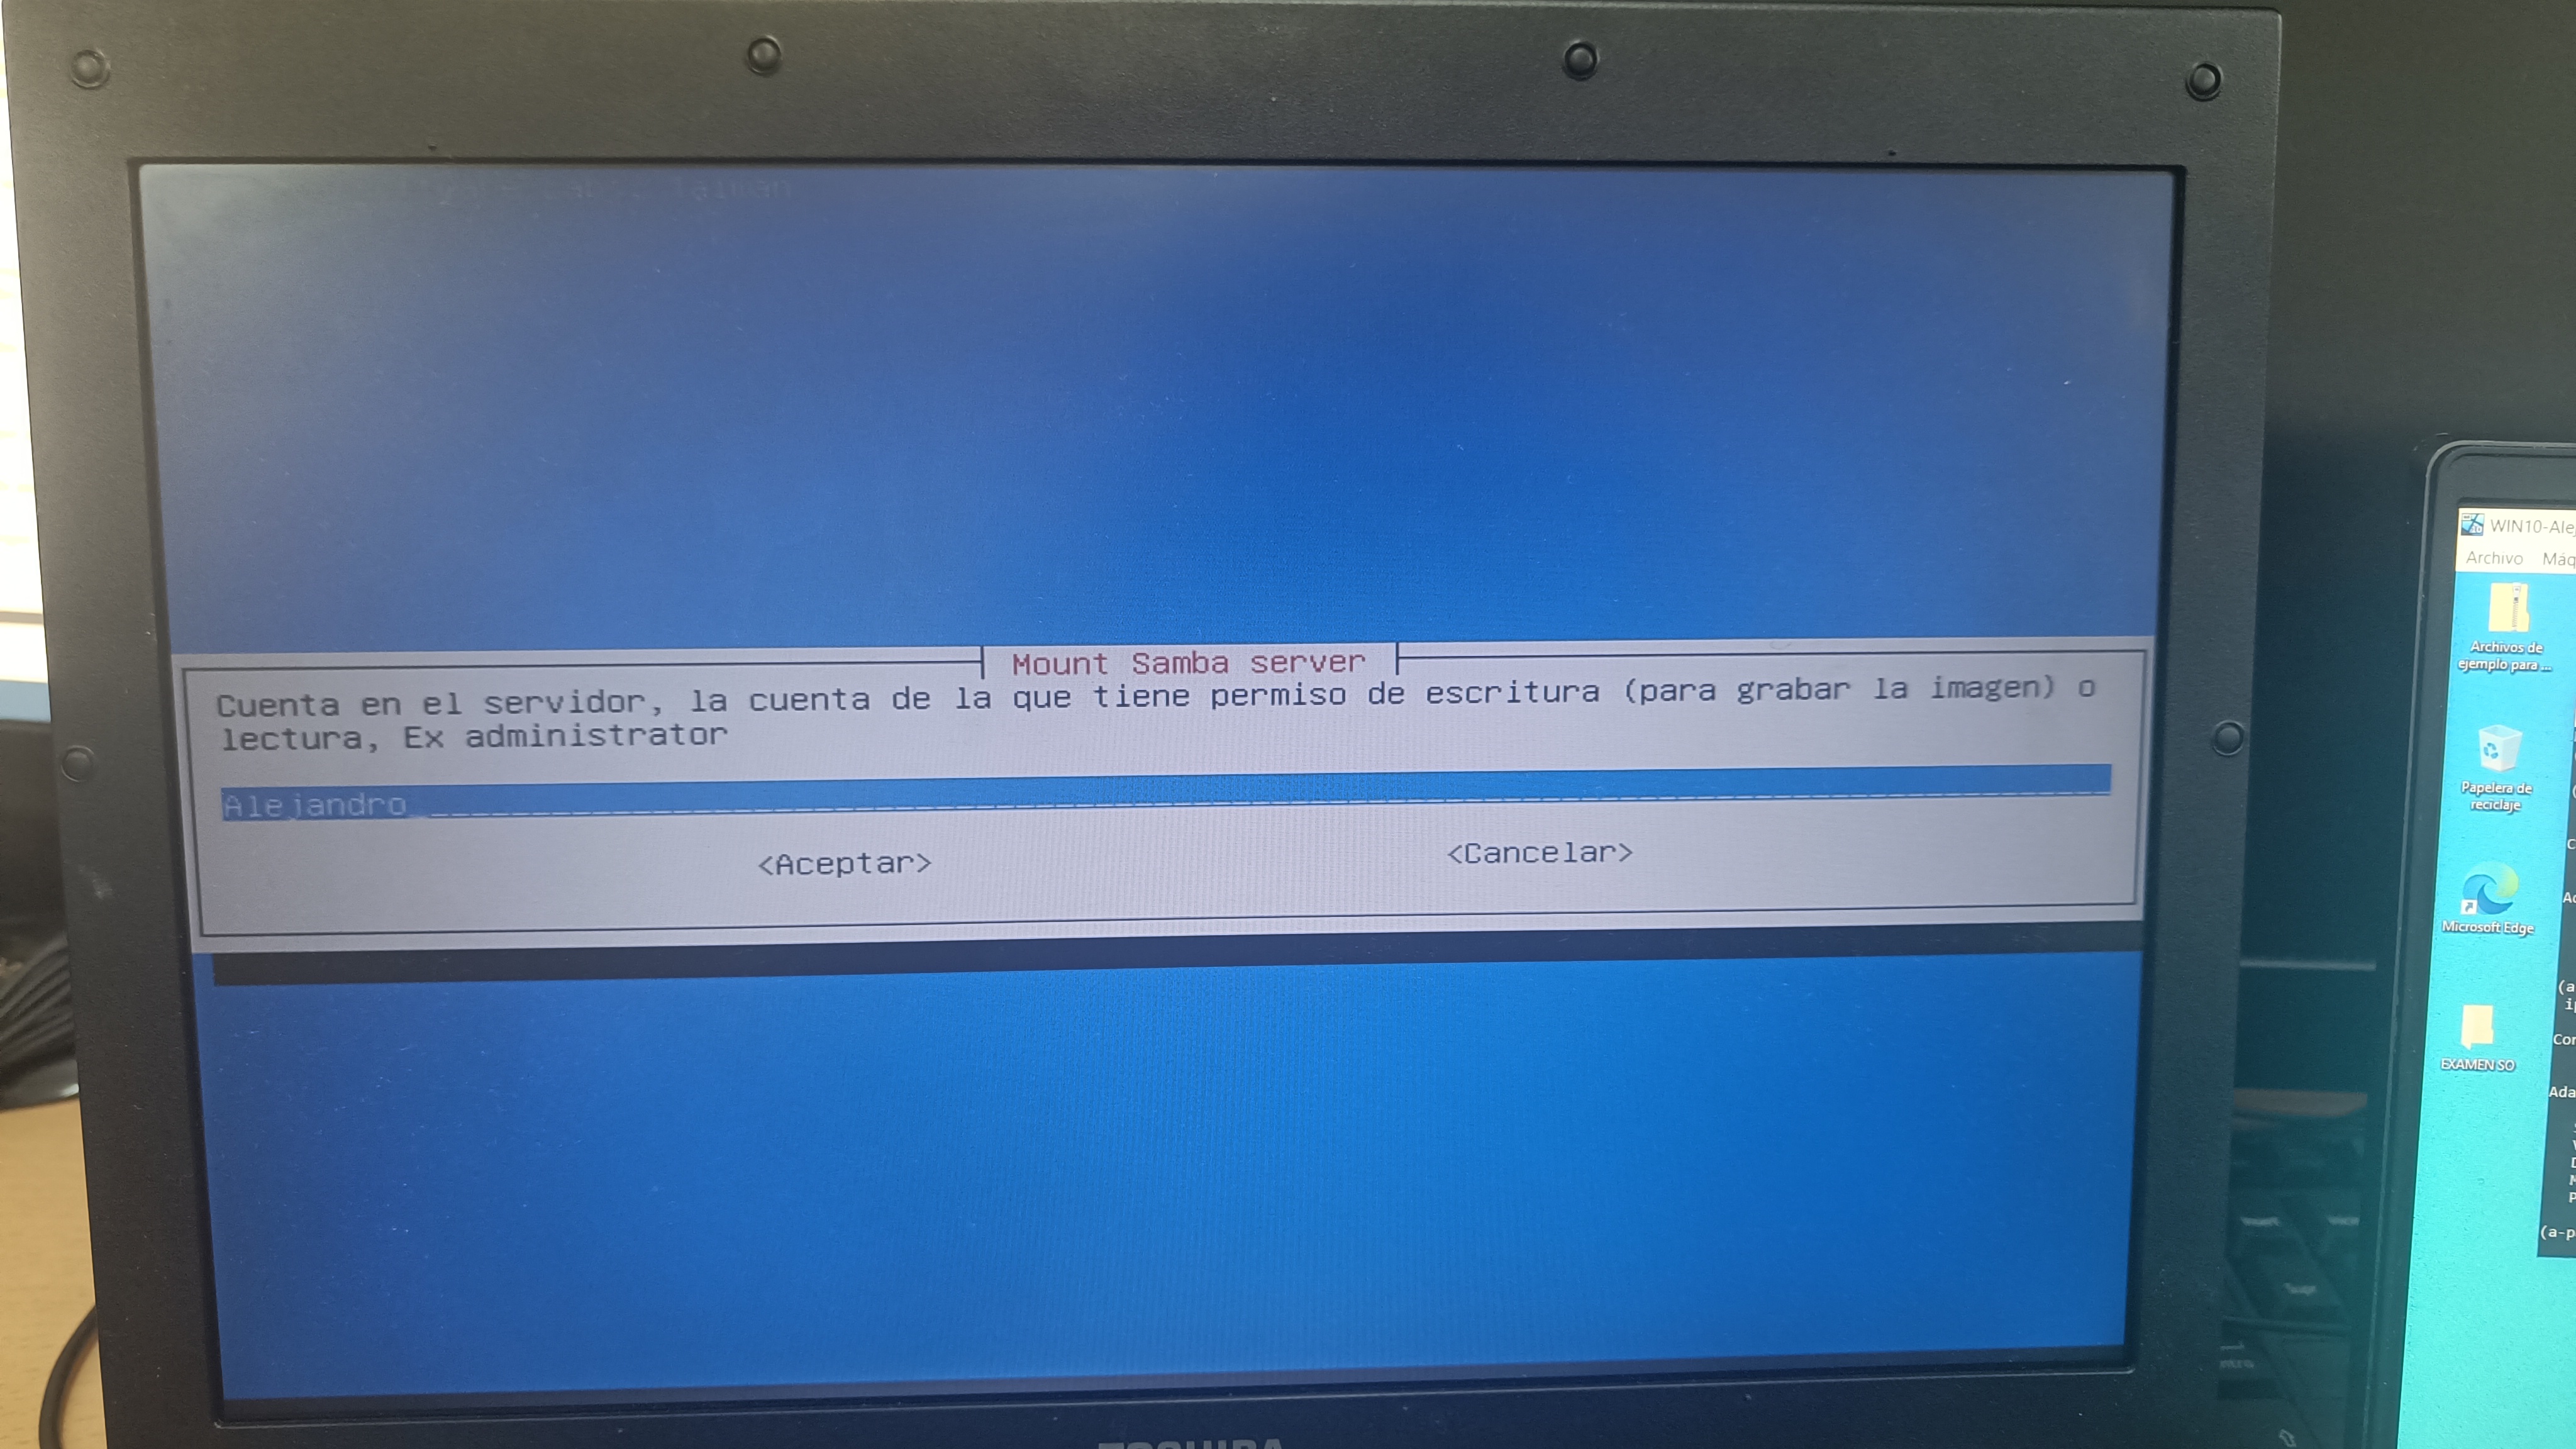 Taiwan
Mount Samba server
Cuenta en el servidor, la cuenta de la que tiene permiso de escritura (para grabar la imagen) o
lectura, Ex administrator
Alejandro
<Aceptar>
<Cancelar>
TOSHIBA
WIN10-Ale
Archivo Máq
Archivos de
ejemplo para ...
Papelera de
reciclaje
Microsoft Edge
EXAMEN SO
Ada
(a-p